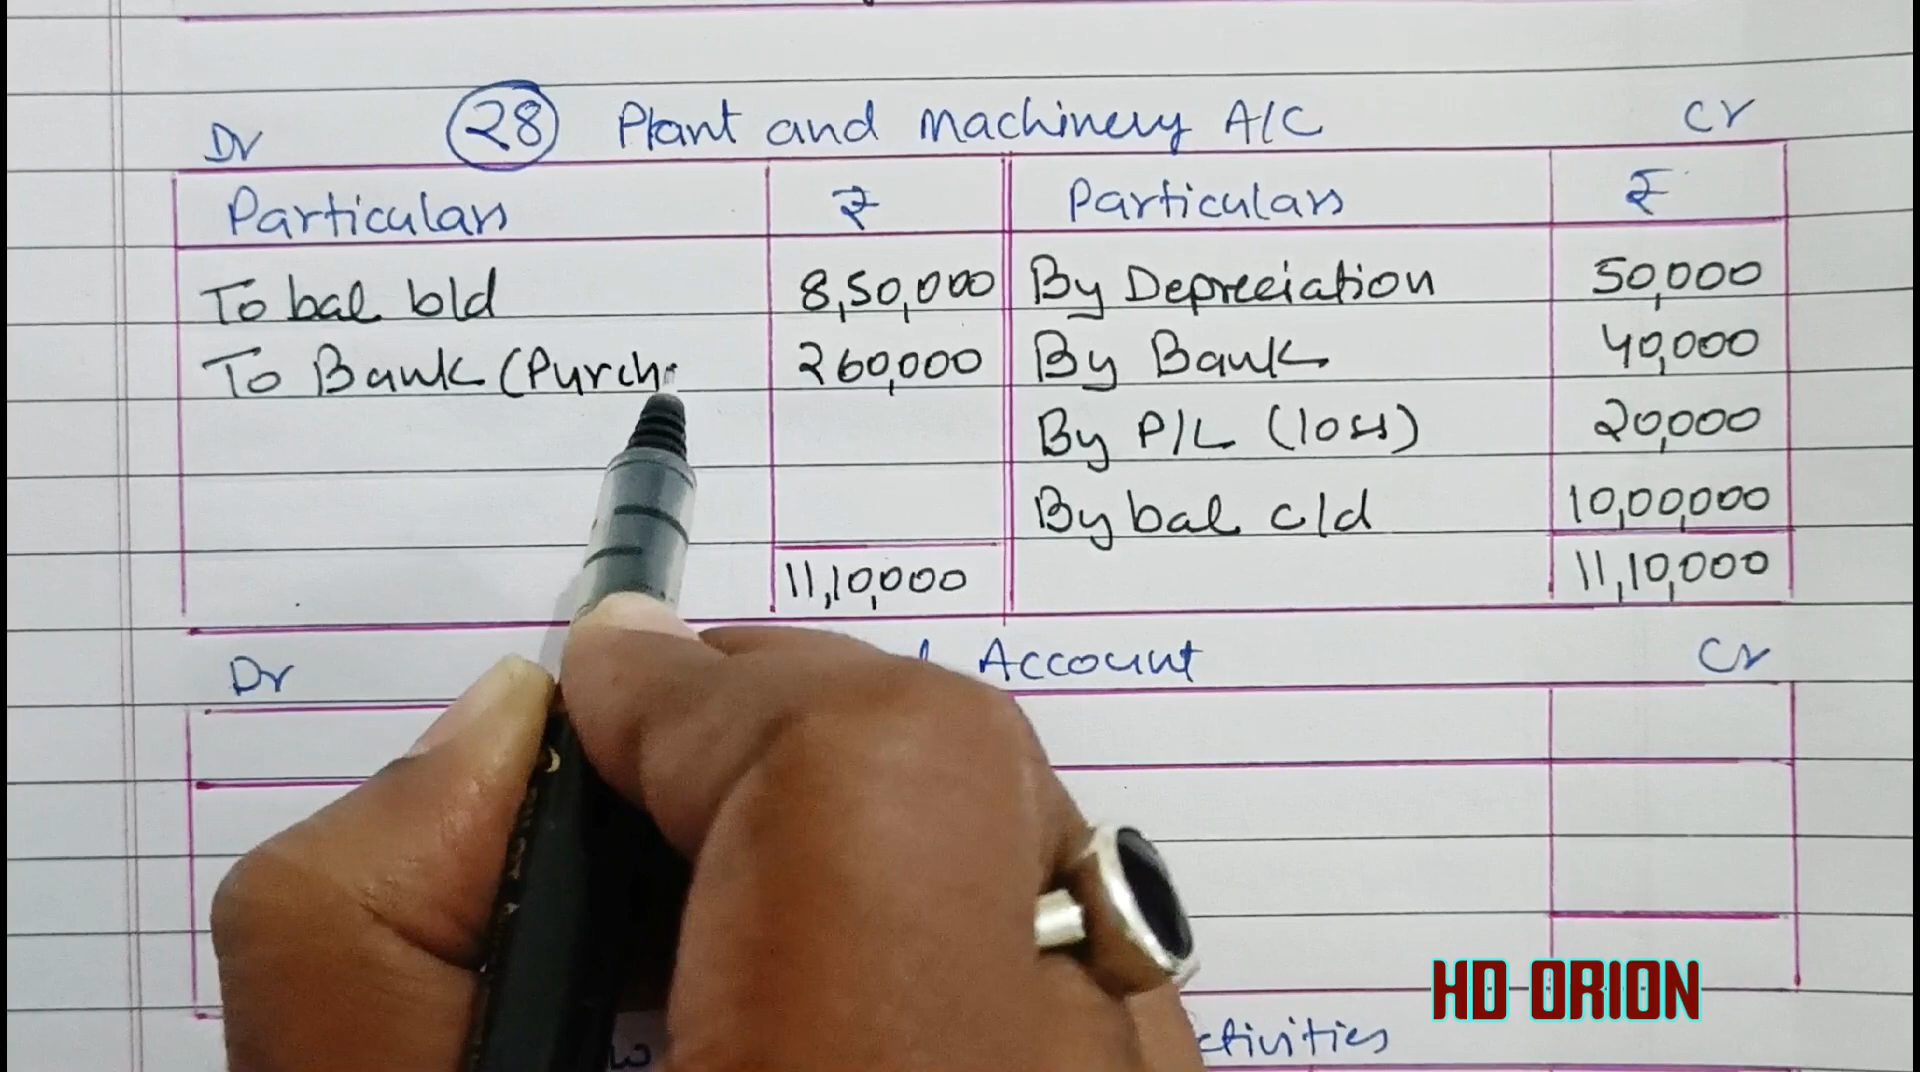 28 Plant and Machinery A/C
Dr Cr
Particulars ₹ Particulars ₹
To bal b/d 8,50,000 By Depreciation 50,000
To Bank (Purch 260,000 By Bank 40,000
By P/L (loss) 20,000
By bal c/d 10,00,000
11,10,000 11,10,000
Dr Account Cr
HD ORION